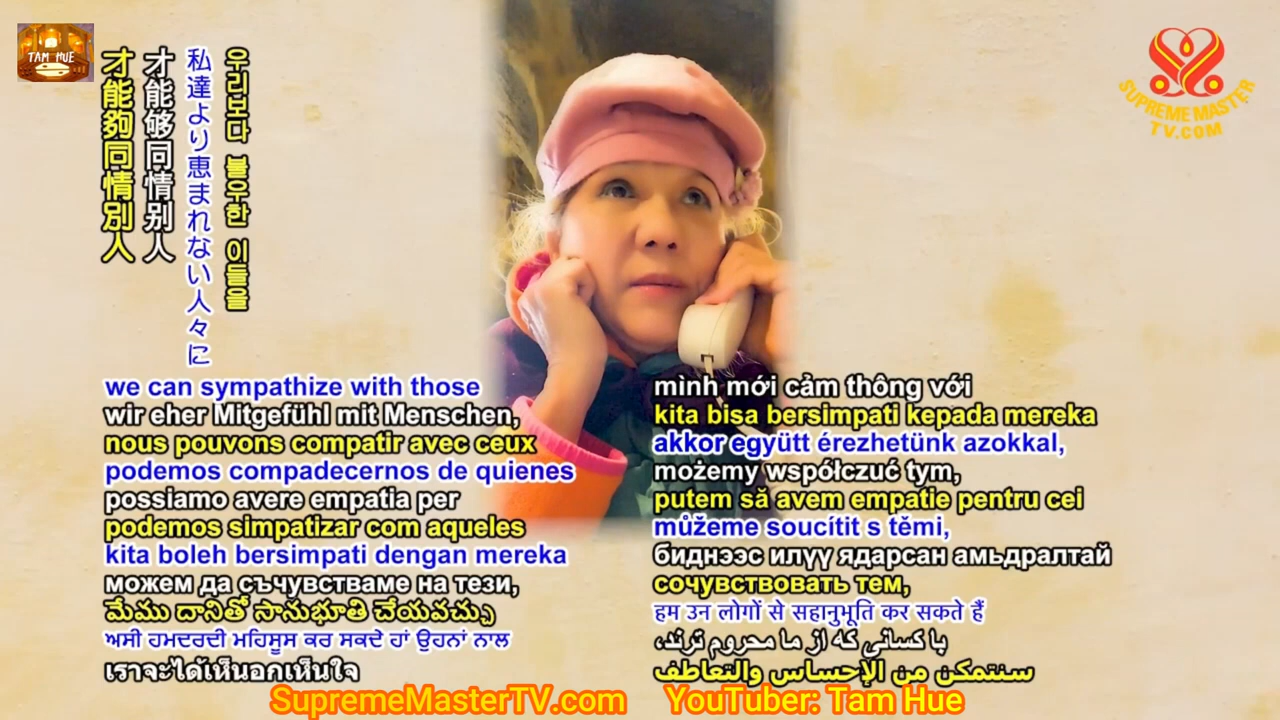 TAM HUE
SUPREME MASTER
TV.COM
才能夠同情別人
才能够同情别人
私達より恵まれない人々に
우리보다 불우한 이들을
we can sympathize with those
wir eher Mitgefühl mit Menschen,
nous pouvons compatir avec ceux
podemos compadecernos de quienes
possiamo avere empatia per
podemos simpatizar com aqueles
kita boleh bersimpati dengan mereka
можем да съчувстваме на тези,
మేము దానితో సానుభూతి చేయవచ్చు
ਅਸੀ ਹਮਦਰਦੀ ਮਹਿਸੂਸ ਕਰ ਸਕਦੇ ਹਾਂ ਉਹਨਾਂ ਨਾਲ
เราจะได้เห็นอกเห็นใจ
mình mới cảm thông với
kita bisa bersimpati kepada mereka
akkor együtt érezhetünk azokkal,
możemy współczuć tym,
putem să avem empatie pentru cei
můžeme soucítit s těmi,
биднээс илүү ядарсан амьдралтай
сочувствовать тем,
हम उन लोगों से सहानुभूति कर सकते हैं
با کسانی که از ما محروم ترند،
سنتمكن من الإحساس والتعاطف
SupremeMasterTV.com YouTuber: Tam Hue